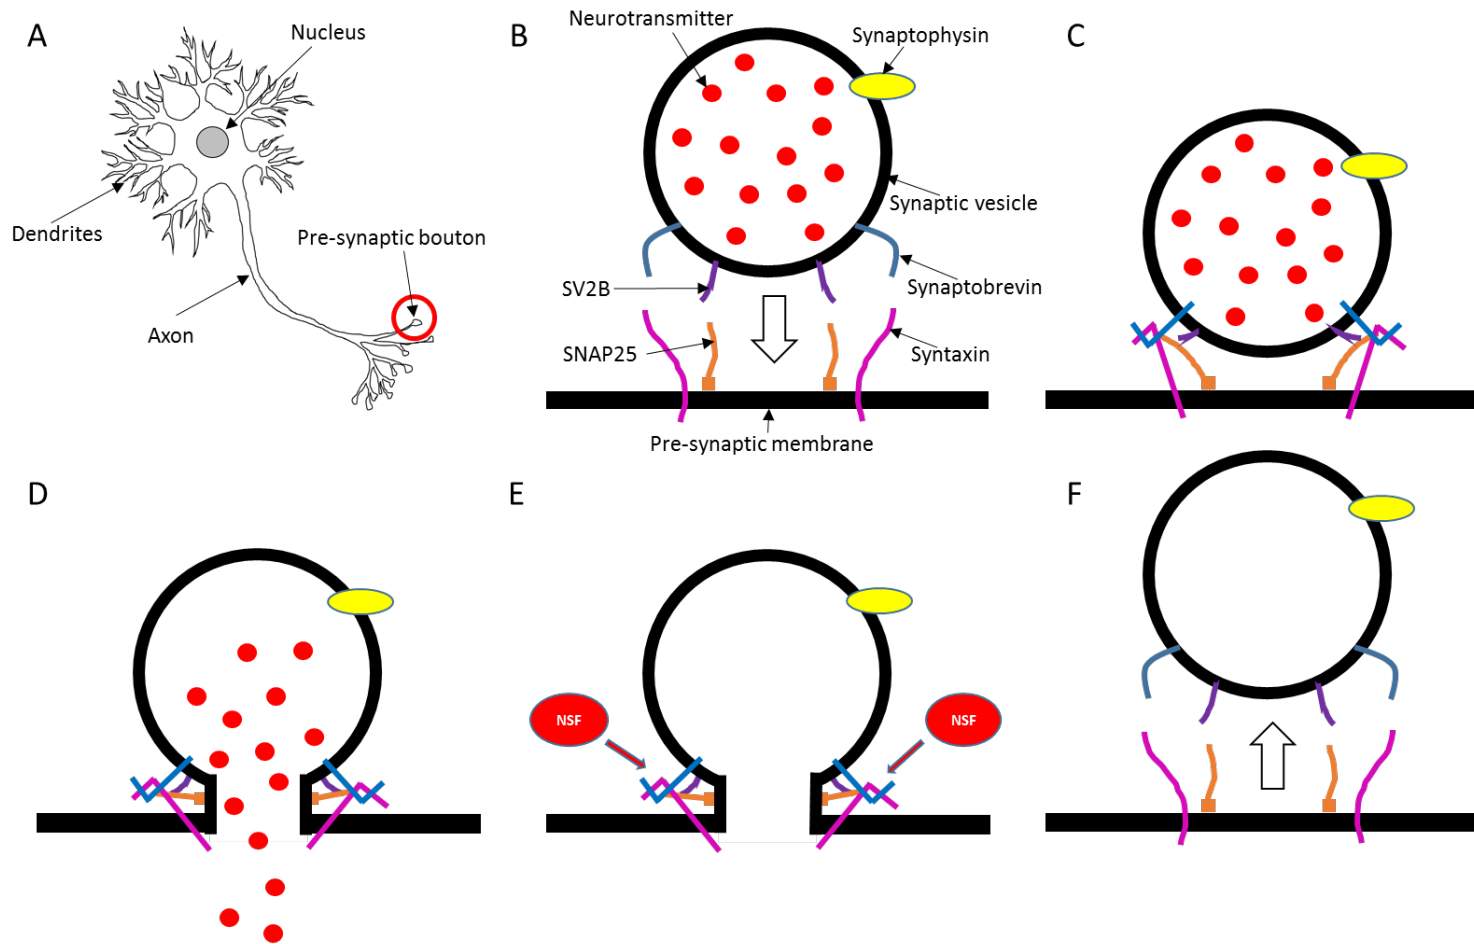 A
Nucleus
Dendrites
Pre-synaptic bouton
Axon
B
Neurotransmitter
Synaptophysin
Synaptic vesicle
SV2B
Synaptobrevin
SNAP25
Syntaxin
Pre-synaptic membrane
C
D
E
NSF
NSF
F